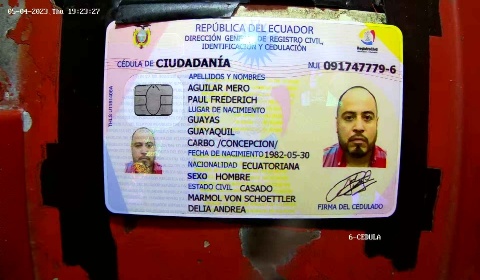 05-04-2023 Thu 19:23:27
REPÚBLICA DEL ECUADOR
DIRECCIÓN GENERAL DE REGISTRO CIVIL,
IDENTIFICACIÓN Y CEDULACIÓN
CÉDULA DE CIUDADANÍA
NUI 091747779-6
APELLIDOS Y NOMBRES
AGUILAR MERO
PAUL FREDERICH
LUGAR DE NACIMIENTO
GUAYAS
GUAYAQUIL
CARBO /CONCEPCION/
FECHA DE NACIMIENTO 1982-05-30
NACIONALIDAD ECUATORIANA
SEXO HOMBRE
ESTADO CIVIL CASADO
MARMOL VON SCHOETTLER
DELIA ANDREA
FIRMA DEL CEDULADO
6-CEDULA